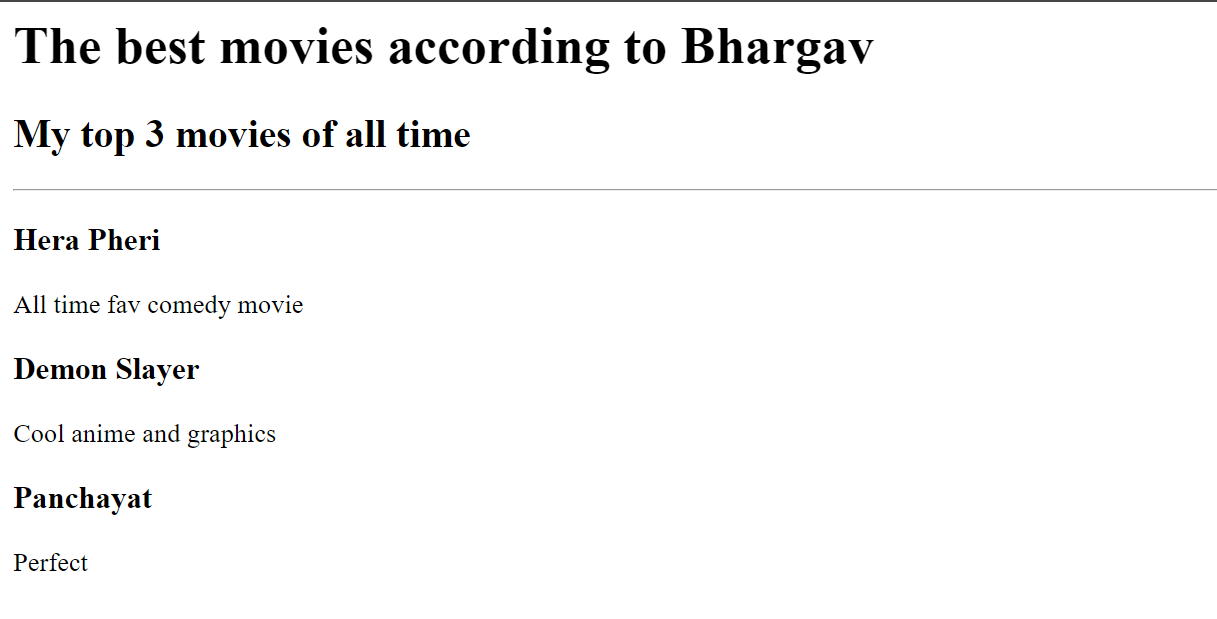 The best movies according to Bhargav
My top 3 movies of all time
Hera Pheri
All time fav comedy movie
Demon Slayer
Cool anime and graphics
Panchayat
Perfect